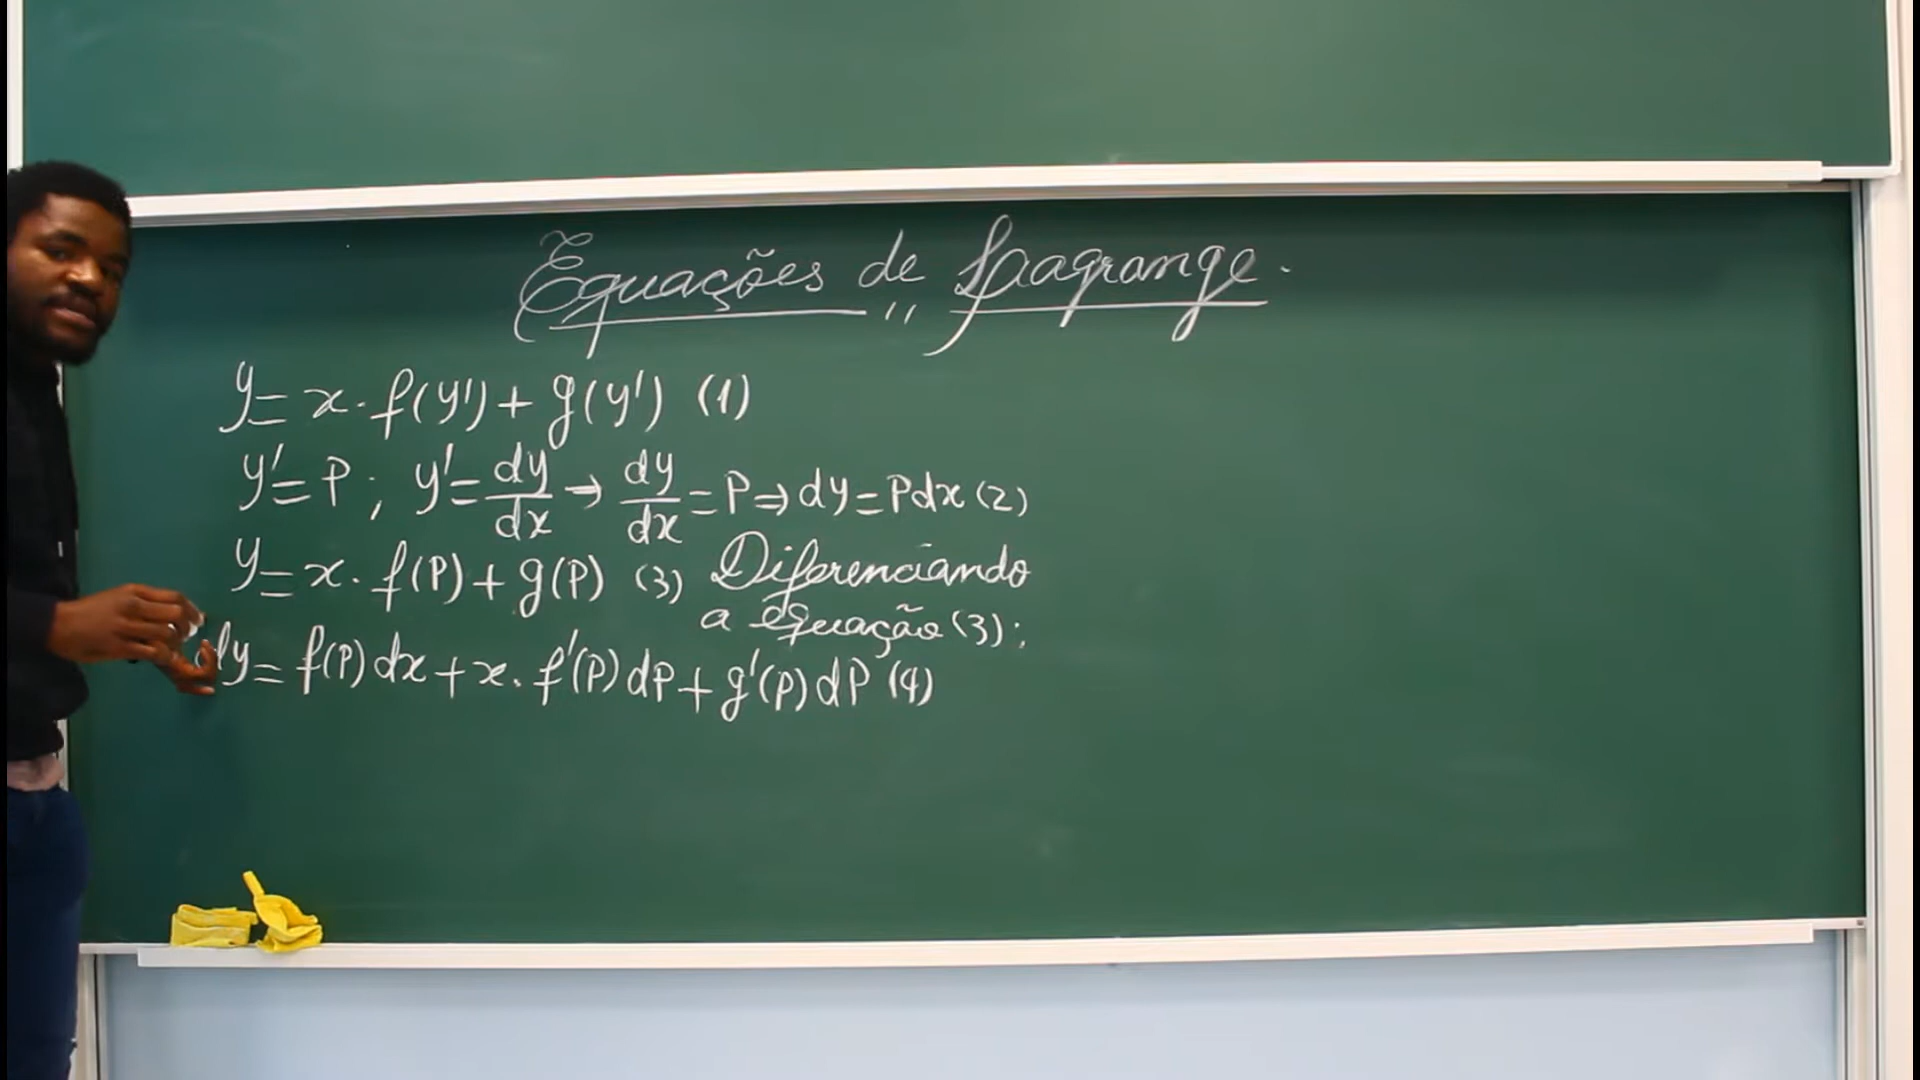 Equações de Lagrange.
y = x · f(y') + g(y') (1)
y' = P ; y' = dy/dx → dy/dx = P ⇒ dy = Pdx (2)
y = x · f(P) + g(P) (3) Diferenciando
a equação (3):
dy = f(P) dx + x · f'(P) dP + g'(P) dP (4)